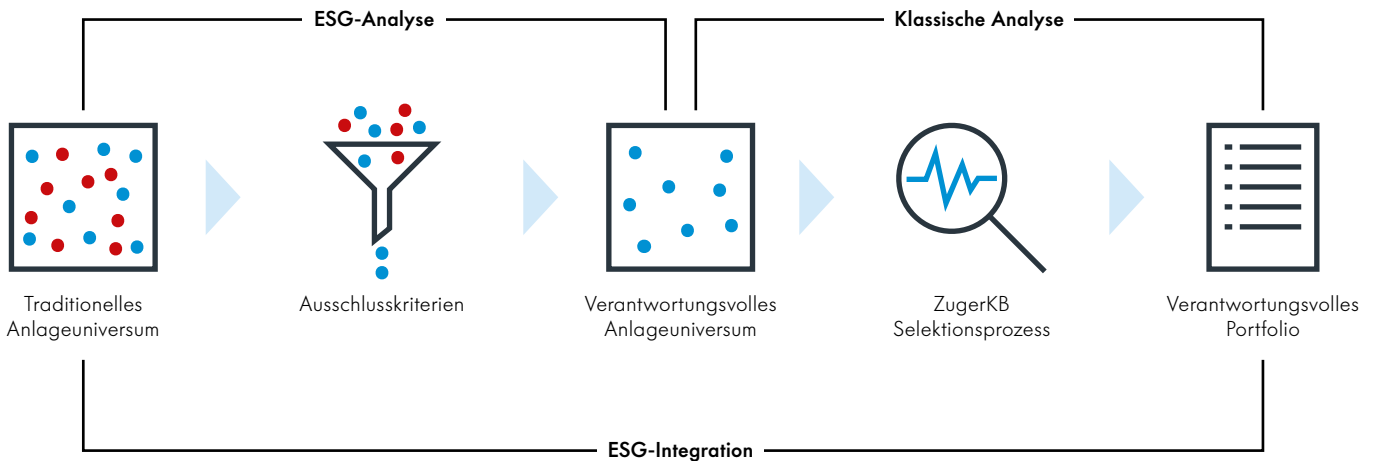 ESG-Analyse
Klassische Analyse
Traditionelles
Anlageuniversum
Ausschlusskriterien
Verantwortungsvolles
Anlageuniversum
ZugerKB
Selektionsprozess
Verantwortungsvolles
Portfolio
ESG-Integration